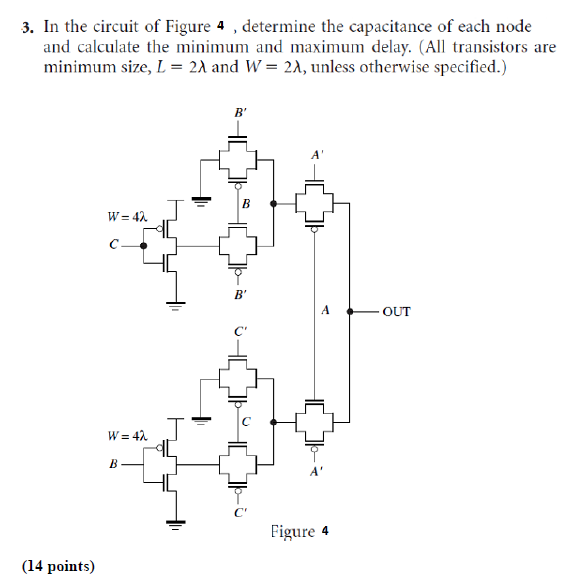 3. In the circuit of Figure 4 , determine the capacitance of each node
and calculate the minimum and maximum delay. (All transistors are
minimum size, L = 2λ and W = 2λ, unless otherwise specified.)
B'
A'
B
W = 4λ
C
B'
A
OUT
C'
C
W = 4λ
B
A'
C'
Figure 4
(14 points)